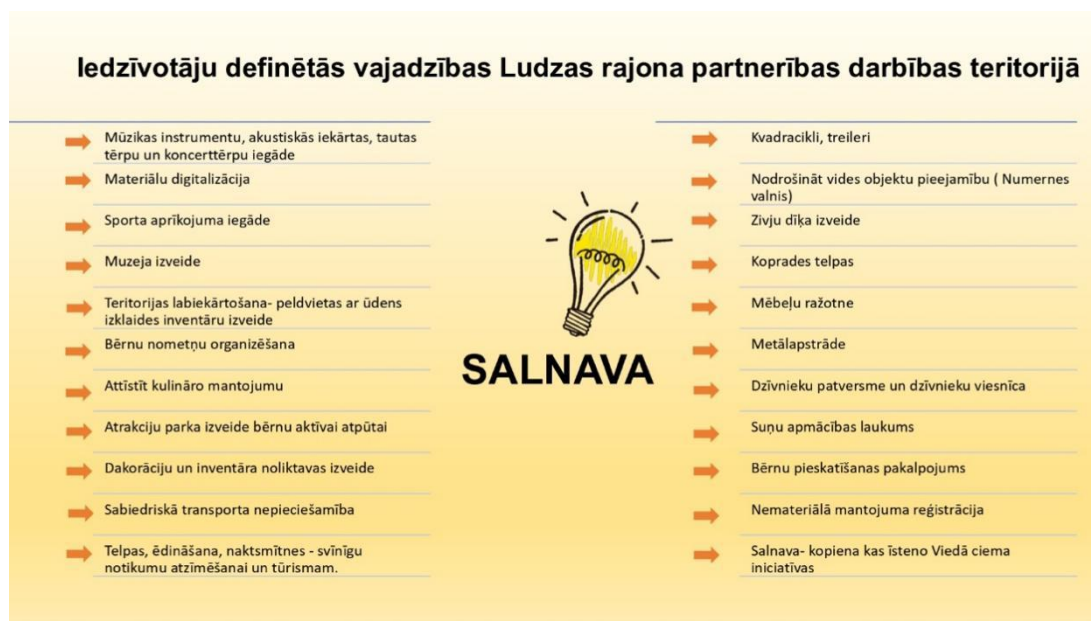 Iedzīvotāju definētās vajadzības Ludzas rajona partnerības darbības teritorijā
Mūzikas instrumentu, akustiskās iekārtas, tautas
tērpu un koncerttērpu iegāde
Materiālu digitalizācija
Sporta aprīkojuma iegāde
Muzeja izveide
Teritorijas labiekārtošana- peldvietas ar ūdens
izklaides inventāru izveide
Bērnu nometņu organizēšana
Attīstīt kulināro mantojumu
Atrakciju parka izveide bērnu aktīvai atpūtai
Dakorāciju un inventāra noliktavas izveide
Sabiedriskā transporta nepieciešamība
Telpas, ēdināšana, naktsmītnes - svīnīgu
notikumu atzīmēšanai un tūrismam.
SALNAVA
Kvadracikli, treileri
Nodrošināt vides objektu pieejamību ( Numernes
valnis)
Zivju dīķa izveide
Koprades telpas
Mēbeļu ražotne
Metālapstrāde
Dzīvnieku patversme un dzīvnieku viesnīca
Suņu apmācības laukums
Bērnu pieskatīšanas pakalpojums
Nemateriālā mantojuma reģistrācija
Salnava- kopiena kas īsteno Viedā ciema
iniciatīvas